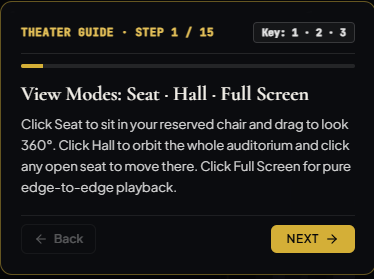 THEATER GUIDE · STEP 1 / 15
Key: 1 · 2 · 3
View Modes: Seat · Hall · Full Screen
Click Seat to sit in your reserved chair and drag to look
360°. Click Hall to orbit the whole auditorium and click
any open seat to move there. Click Full Screen for pure
edge-to-edge playback.
← Back
NEXT →